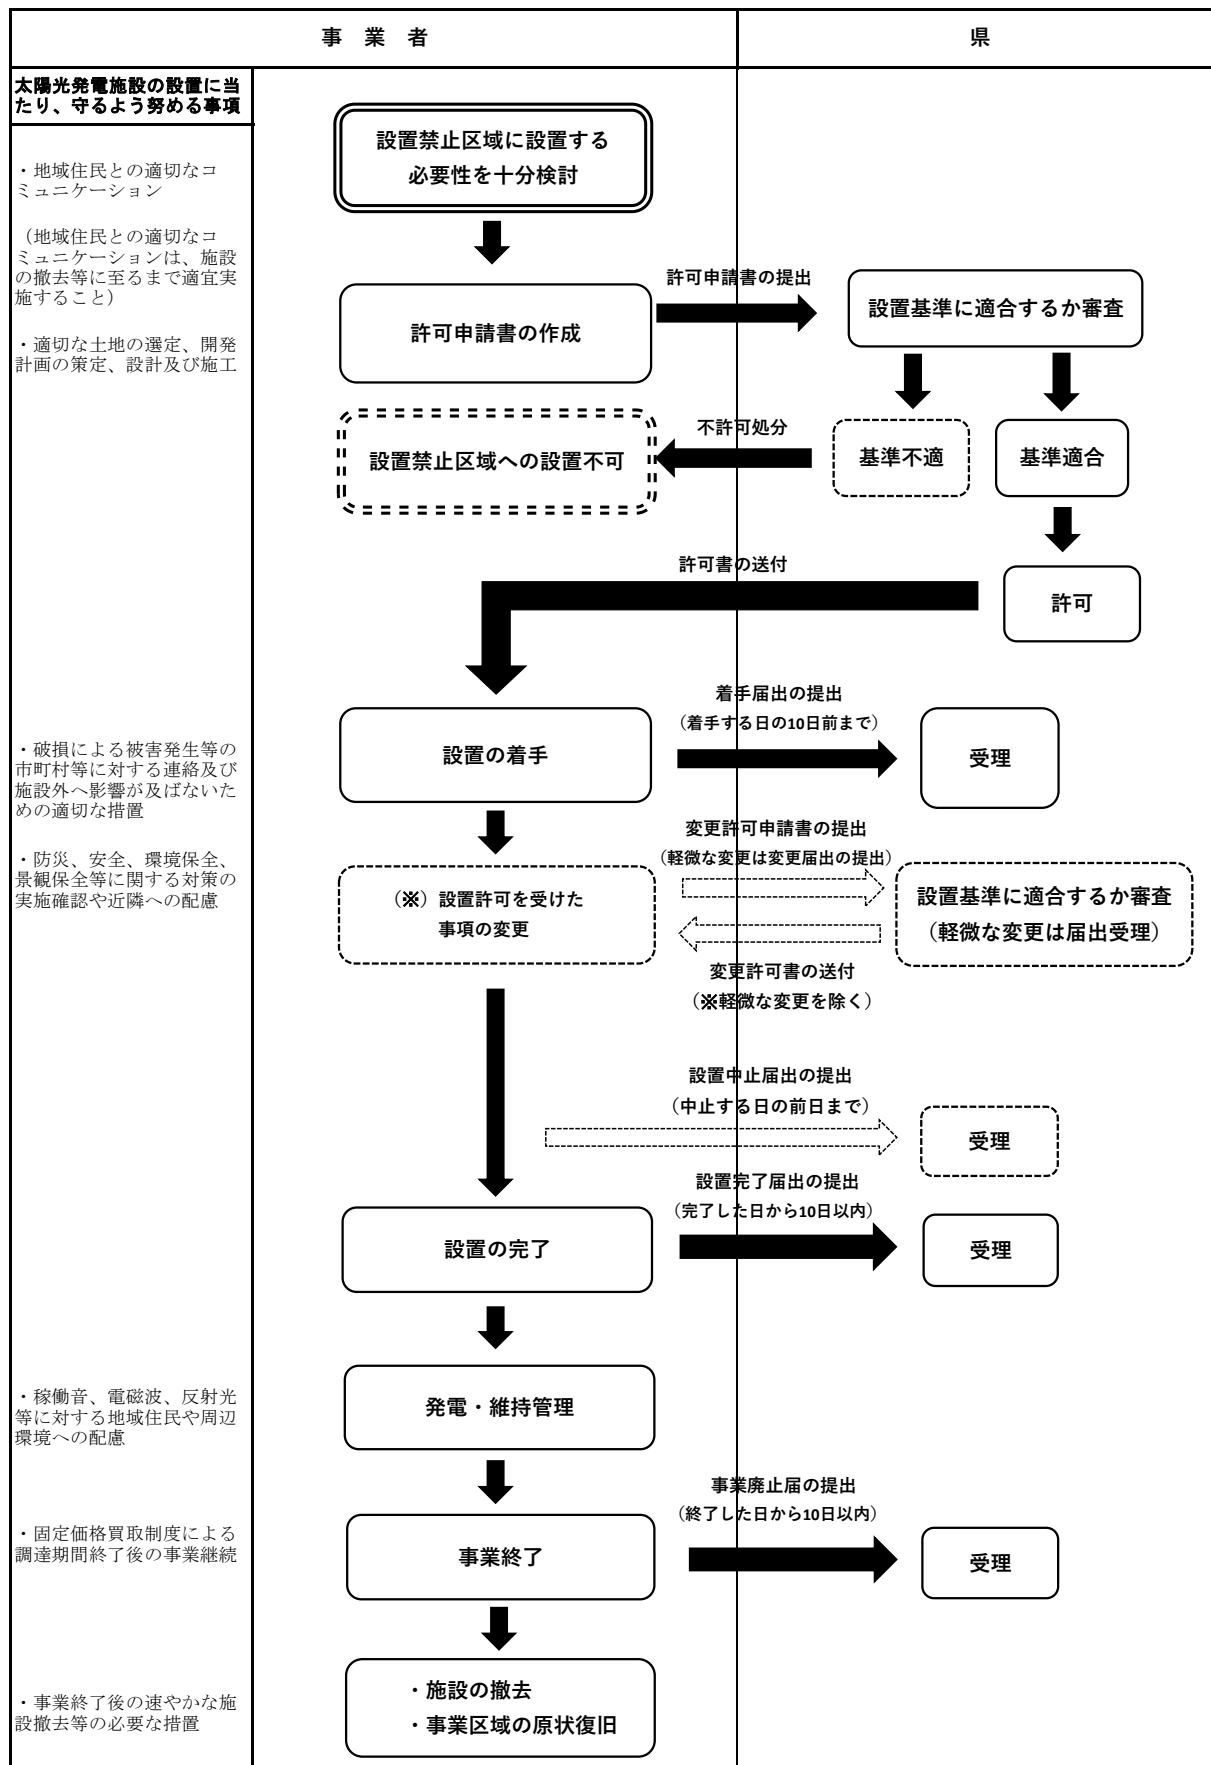 事　業　者
県
太陽光発電施設の設置に当
たり、守るよう努める事項
・地域住民との適切なコ
ミュニケーション
（地域住民との適切なコ
ミュニケーションは、施設
の撤去等に至るまで適宜実
施すること）
・適切な土地の選定、開発
計画の策定、設計及び施工
設置禁止区域に設置する
必要性を十分検討
許可申請書の作成
許可申請書の提出
設置基準に適合するか審査
設置禁止区域への設置不可
不許可処分
基準不適
基準適合
許可書の送付
許可
・破損による被害発生等の
市町村等に対する連絡及び
施設外へ影響が及ばないた
めの適切な措置
・防災、安全、環境保全、
景観保全等に関する対策の
実施確認や近隣への配慮
設置の着手
着手届出の提出
（着手する日の10日前まで）
受理
（※）設置許可を受けた
事項の変更
変更許可申請書の提出
（軽微な変更は変更届出の提出）
設置基準に適合するか審査
（軽微な変更は届出受理）
変更許可書の送付
（※軽微な変更を除く）
設置中止届出の提出
（中止する日の前日まで）
受理
設置の完了
設置完了届出の提出
（完了した日から10日以内）
受理
・稼働音、電磁波、反射光
等に対する地域住民や周辺
環境への配慮
発電・維持管理
・固定価格買取制度による
調達期間終了後の事業継続
事業終了
事業廃止届の提出
（終了した日から10日以内）
受理
・事業終了後の速やかな施
設撤去等の必要な措置
・施設の撤去
・事業区域の原状復旧